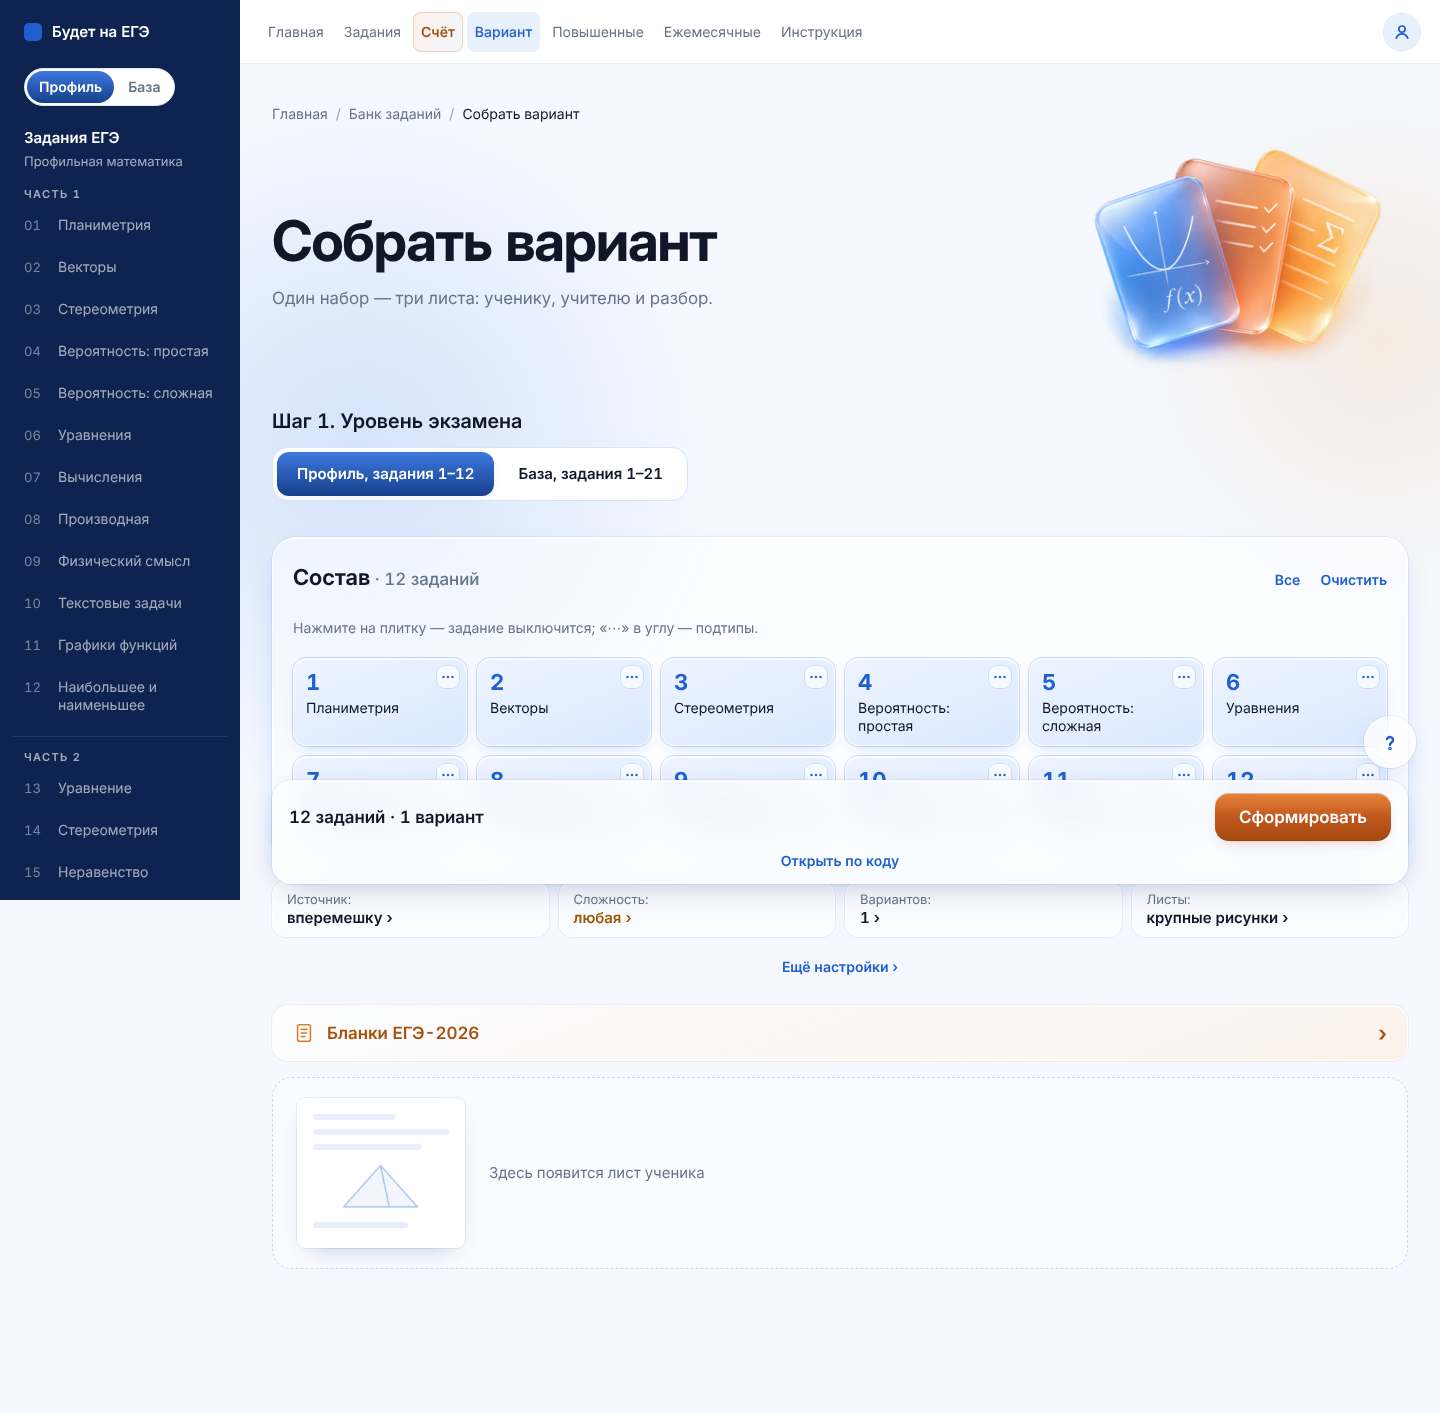 Будет на ЕГЭ
Профиль База
Задания ЕГЭ
Профильная математика
ЧАСТЬ 1
01 Планиметрия
02 Векторы
03 Стереометрия
04 Вероятность: простая
05 Вероятность: сложная
06 Уравнения
07 Вычисления
08 Производная
09 Физический смысл
10 Текстовые задачи
11 Графики функций
12 Наибольшее и
наименьшее
ЧАСТЬ 2
13 Уравнение
14 Стереометрия
15 Неравенство
Главная Задания Счёт Вариант Повышенные Ежемесячные Инструкция
Главная / Банк заданий / Собрать вариант
Собрать вариант
Один набор — три листа: ученику, учителю и разбор.
f(x)
Σ
Шаг 1. Уровень экзамена
Профиль, задания 1–12 База, задания 1–21
Состав · 12 заданий
Все Очистить
Нажмите на плитку — задание выключится; «···» в углу — подтипы.
1 ···
Планиметрия
2 ···
Векторы
3 ···
Стереометрия
4 ···
Вероятность:
простая
5 ···
Вероятность:
сложная
6 ···
Уравнения
?
7 ··· 8 ··· 9 ··· 10 ··· 11 ··· 12 ···
12 заданий · 1 вариант
Сформировать
Открыть по коду
Источник:
вперемешку ›
Сложность:
любая ›
Вариантов:
1 ›
Листы:
крупные рисунки ›
Ещё настройки ›
Бланки ЕГЭ-2026 ›
Здесь появится лист ученика